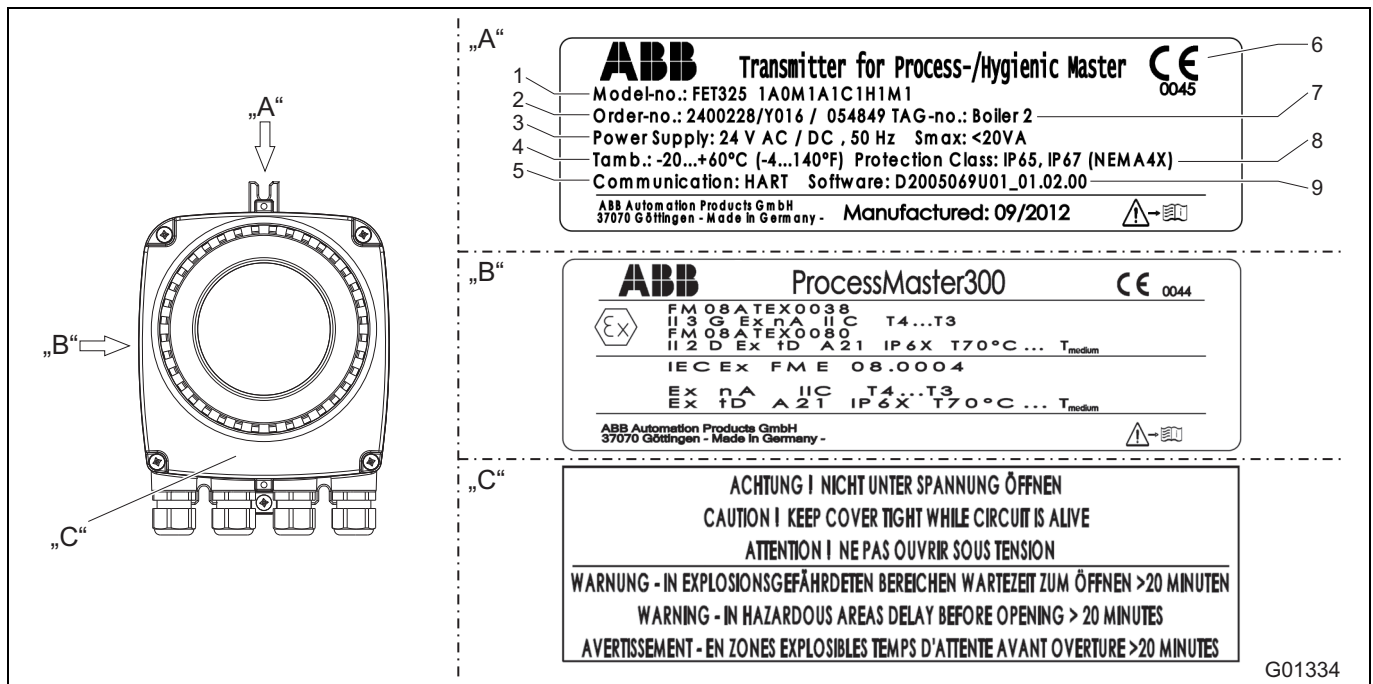 „A“
„B“
„C“
„A“
ABB Transmitter for Process-/Hygienic Master CE
0045
1 2 3 4 5
6 7 8 9
Model-no.: FET325 1A0M1A1C1H1M1
Order-no.: 2400228/Y016 / 054849 TAG-no.: Boiler 2
Power Supply: 24 V AC / DC , 50 Hz Smax: <20VA
Tamb.: -20...+60°C (-4...140°F) Protection Class: IP65, IP67 (NEMA4X)
Communication: HART Software: D2005069U01_01.02.00
ABB Automation Products GmbH
37070 Göttingen - Made in Germany - Manufactured: 09/2012
„B“
ABB ProcessMaster300 CE 0044
Ex
FM 08ATEX0038
II 3 G Ex nA IIC T4...T3
FM 08ATEX0080
II 2 D Ex tD A21 IP6X T70°C... Tmedium
IECEx FME 08.0004
Ex nA IIC T4...T3
Ex tD A21 IP6X T70°C... Tmedium
ABB Automation Products GmbH
37070 Göttingen - Made in Germany -
„C“
ACHTUNG ! NICHT UNTER SPANNUNG ÖFFNEN
CAUTION ! KEEP COVER TIGHT WHILE CIRCUIT IS ALIVE
ATTENTION ! NE PAS OUVRIR SOUS TENSION
WARNUNG - IN EXPLOSIONSGEFÄHRDETEN BEREICHEN WARTEZEIT ZUM ÖFFNEN >20 MINUTEN
WARNING - IN HAZARDOUS AREAS DELAY BEFORE OPENING > 20 MINUTES
AVERTISSEMENT - EN ZONES EXPLOSIBLES TEMPS D'ATTENTE AVANT OVERTURE >20 MINUTES
G01334